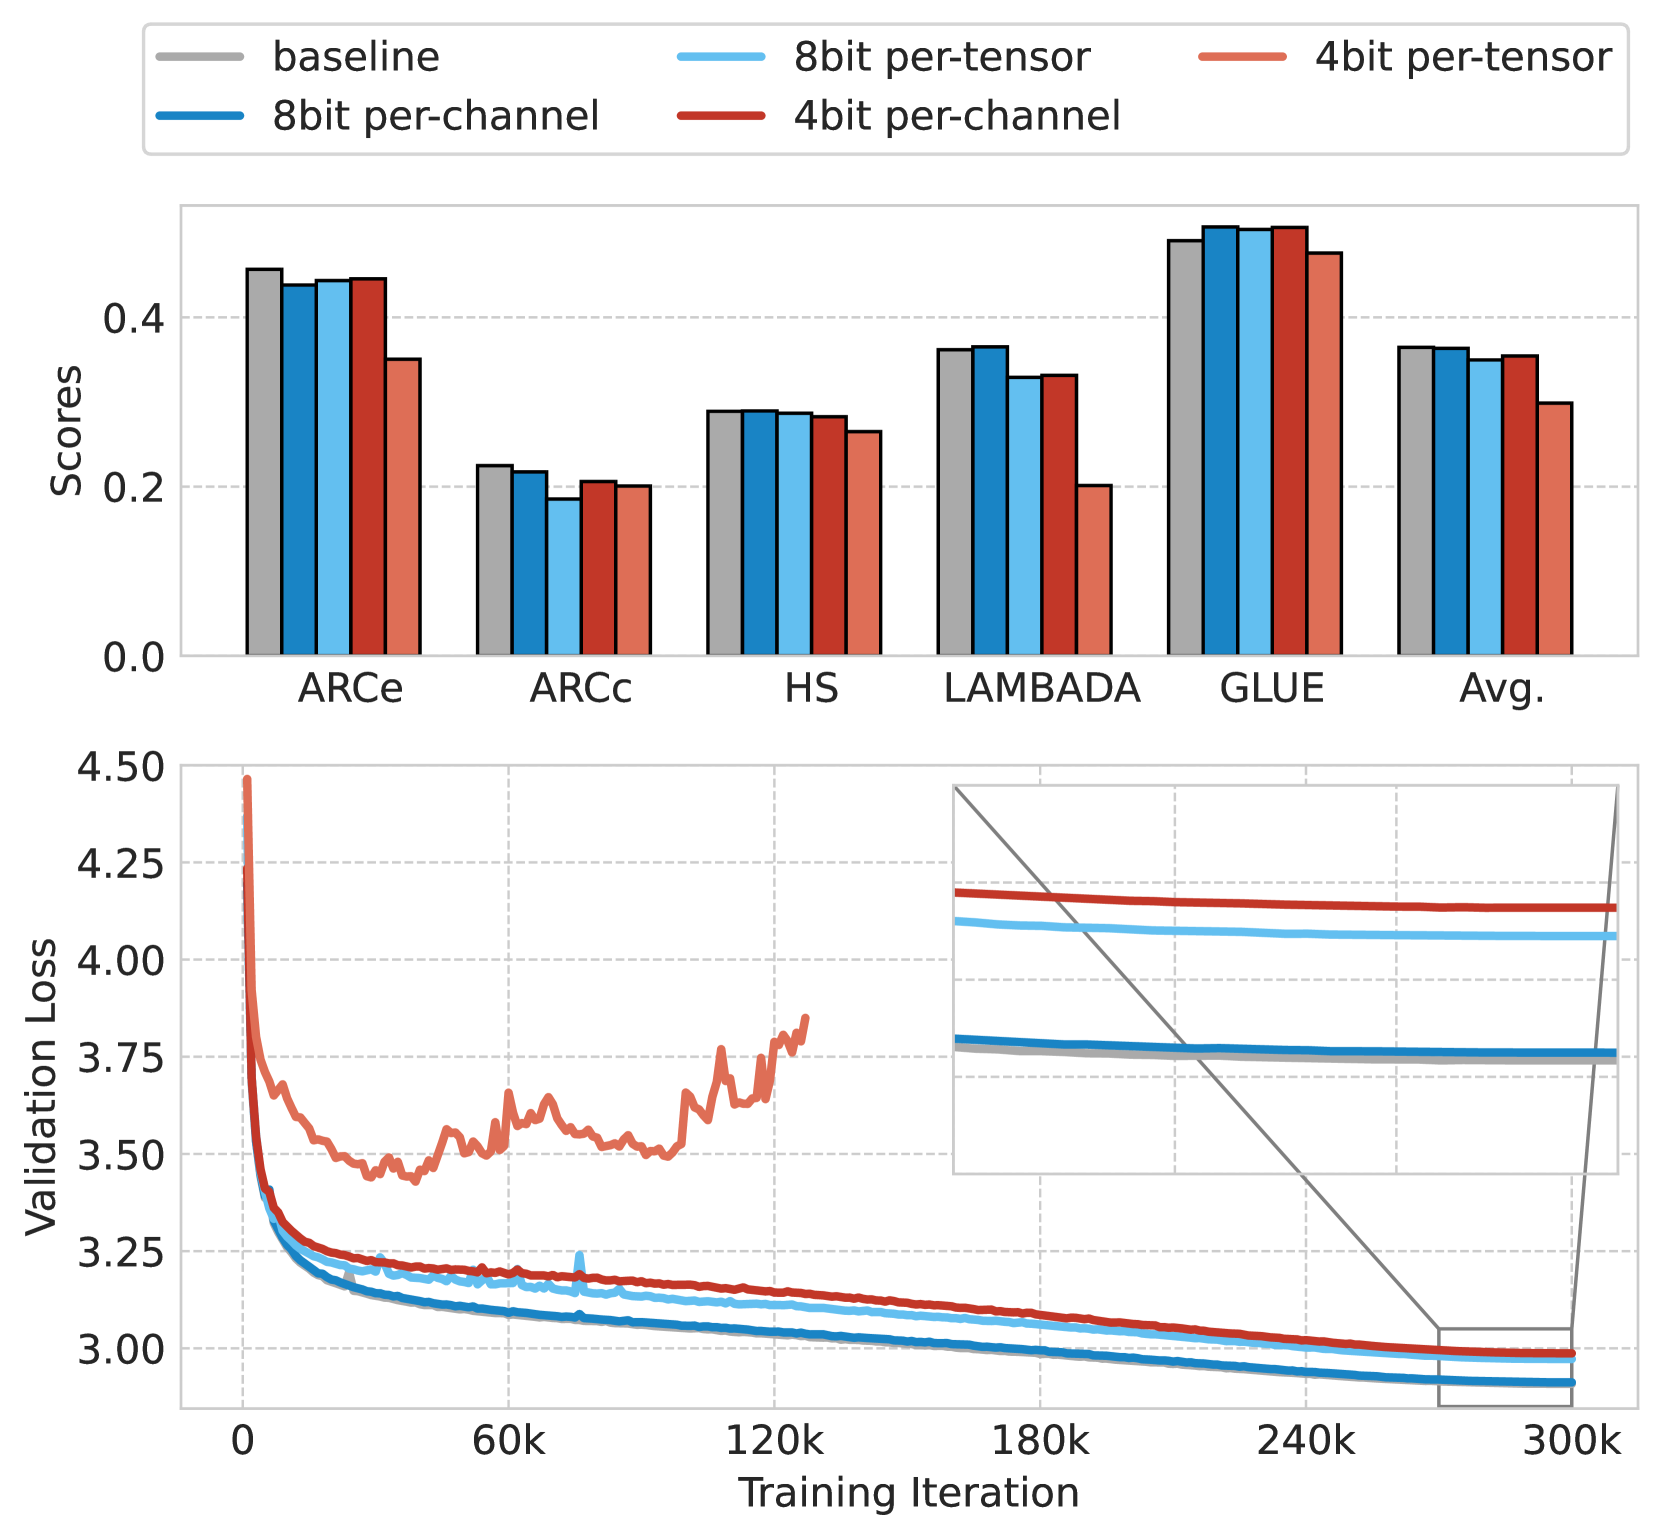 baseline 8bit per-tensor 4bit per-tensor
8bit per-channel 4bit per-channel
Scores
0.4
0.2
0.0
ARCe ARCc HS LAMBADA GLUE Avg.
Validation Loss
4.50
4.25
4.00
3.75
3.50
3.25
3.00
0 60k 120k 180k 240k 300k
Training Iteration